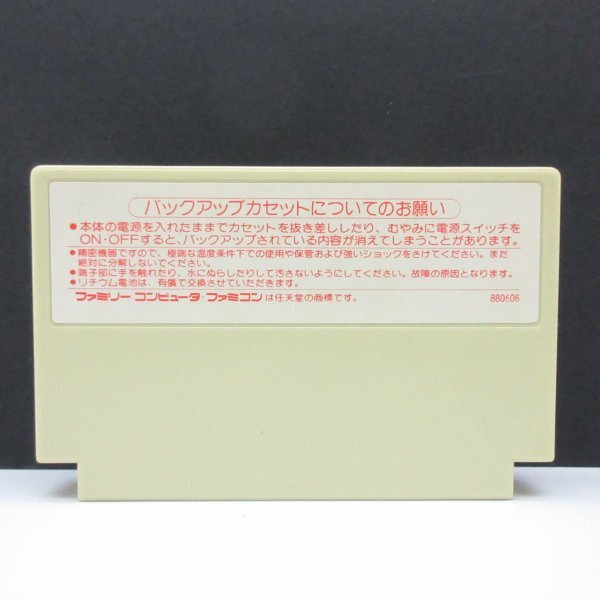 バックアップカセットについてのお願い
●本体の電源を入れたままでカセットを抜き差ししたり、むやみに電源スイッチを
ON・OFFすると、バックアップされている内容が消えてしまうことがあります。
●精密機器ですので、極端な温度条件下での使用や保管および強いショックをさけてください。また
絶対に分解しないでください。
●端子部に手を触れたり、水にぬらしたりして汚さないようにしてください。故障の原因となります。
●リチウム電池は、有償で交換させていただきます。
ファミリーコンピュータ・ファミコンは任天堂の商標です。 880606